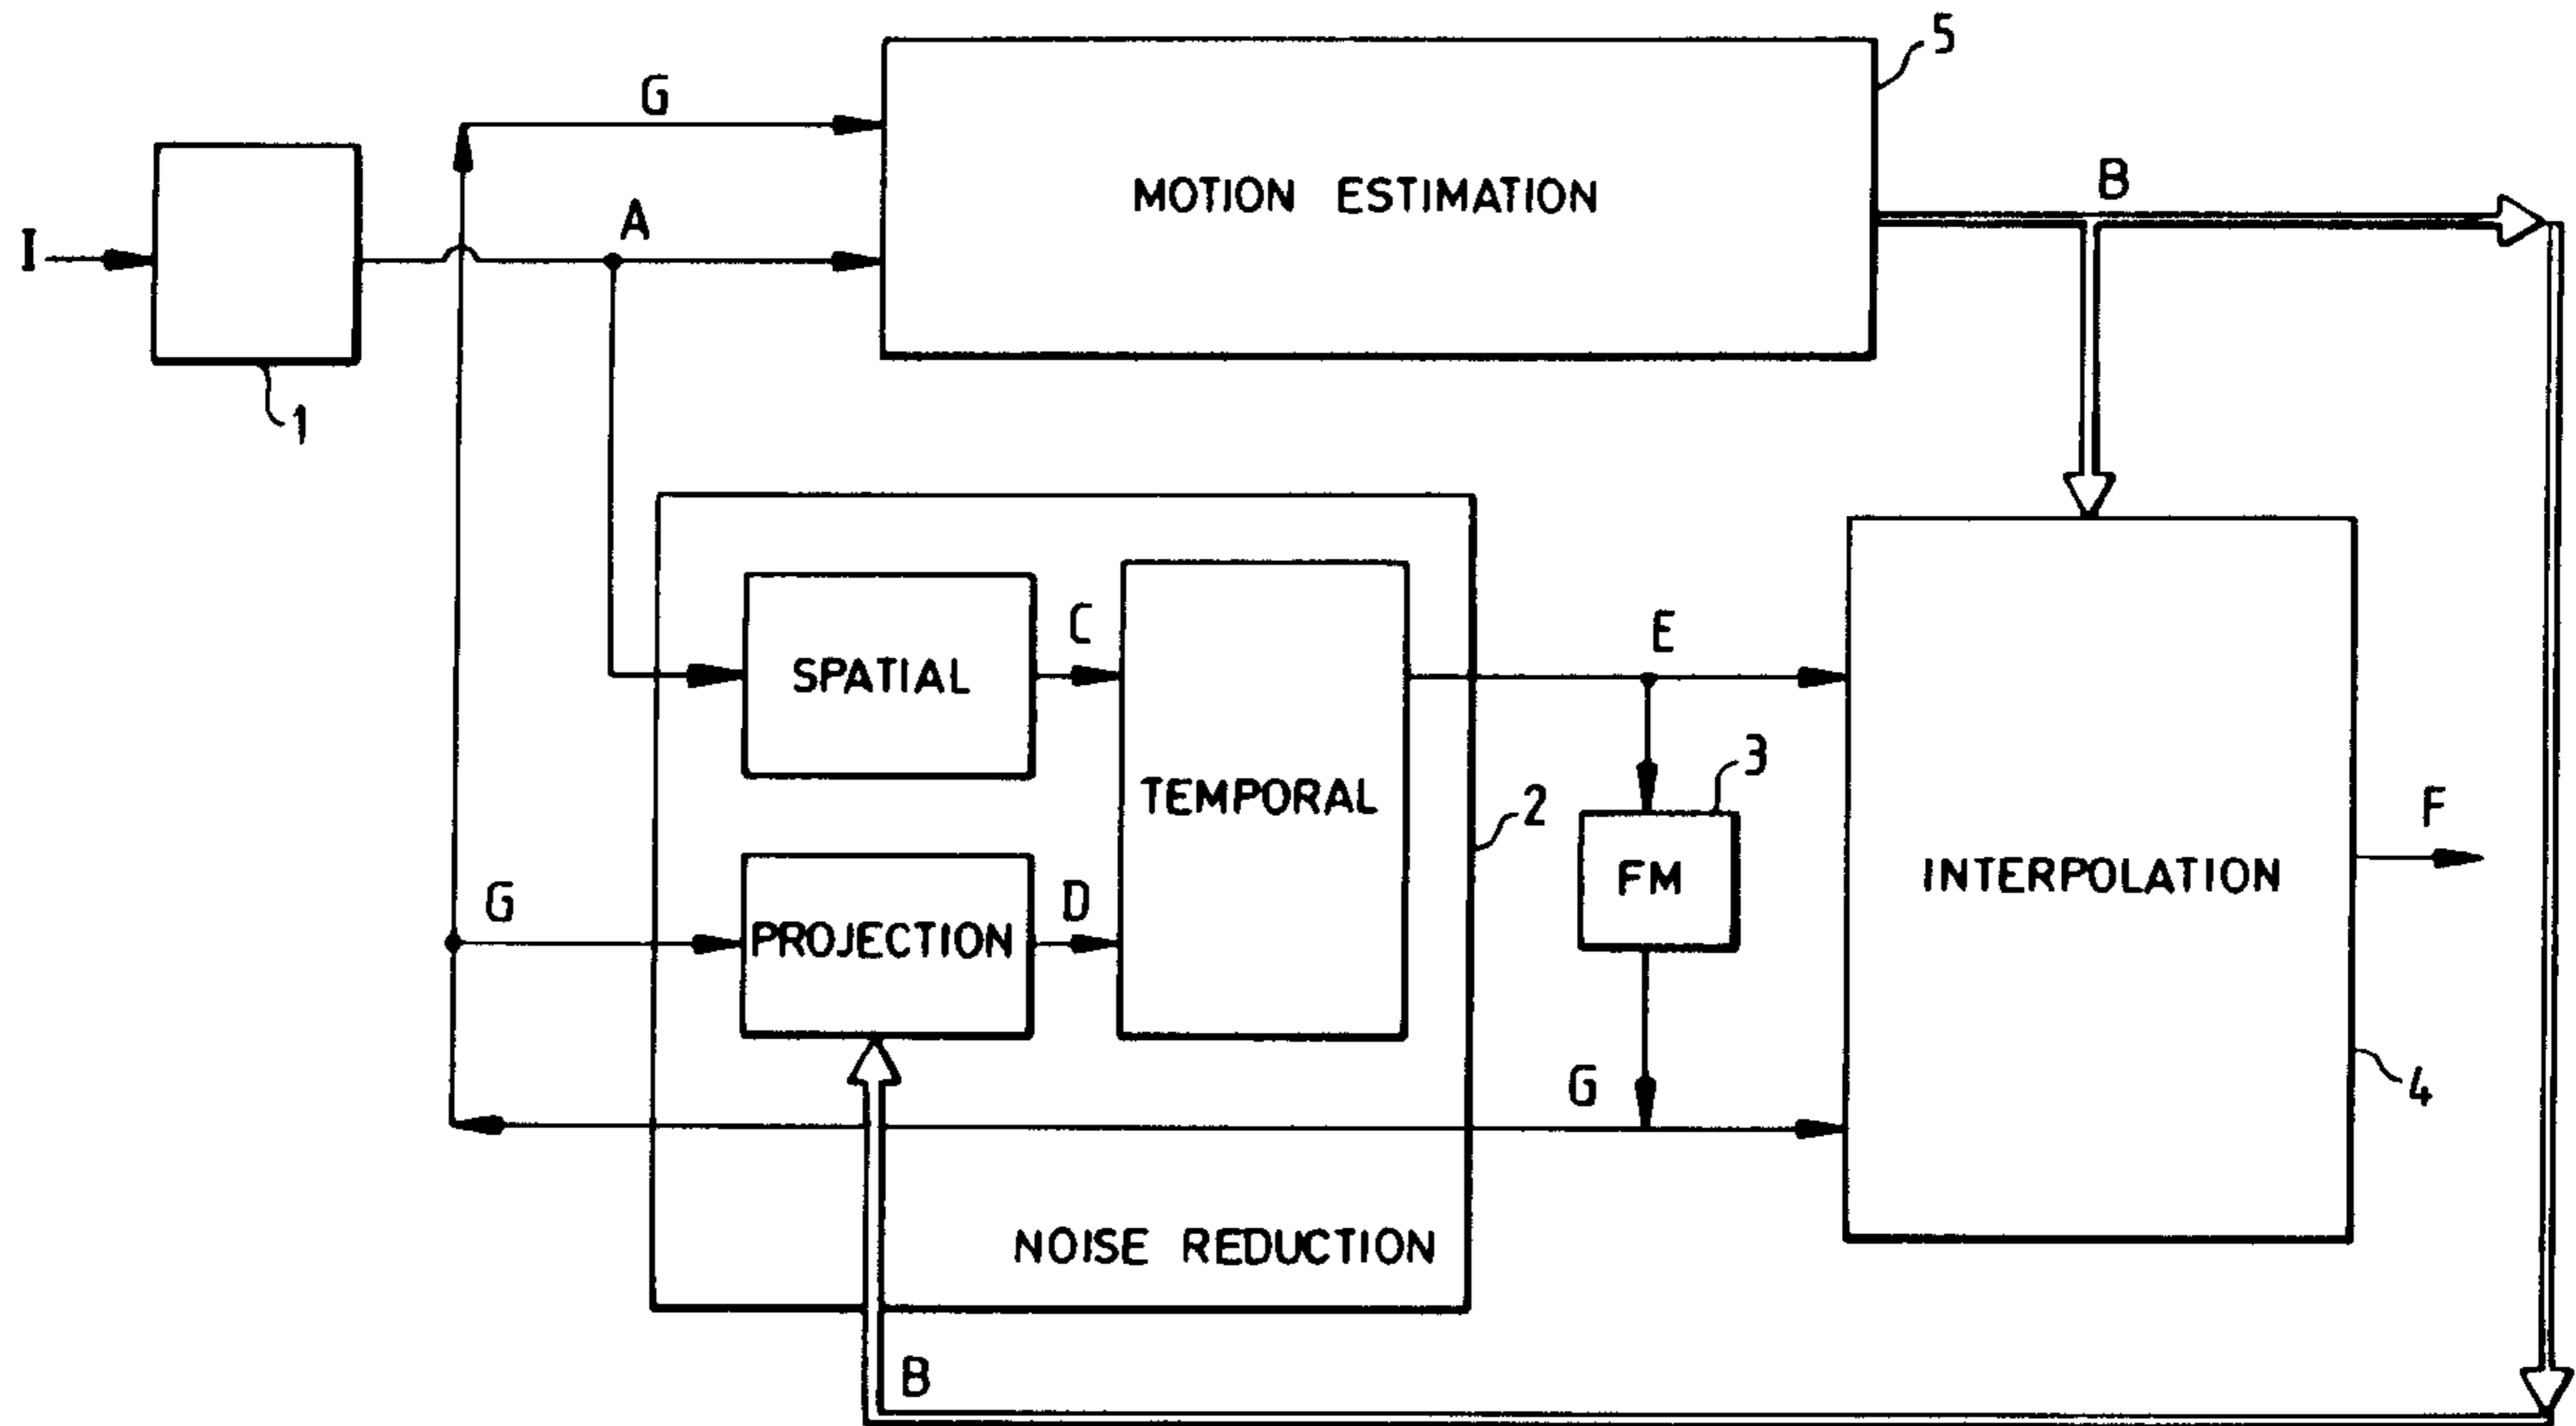 5
G
MOTION ESTIMATION
B
A
I
1
C
E
SPATIAL
TEMPORAL
3
2
FM
F
INTERPOLATION
G
D
PROJECTION
G
4
NOISE REDUCTION
B